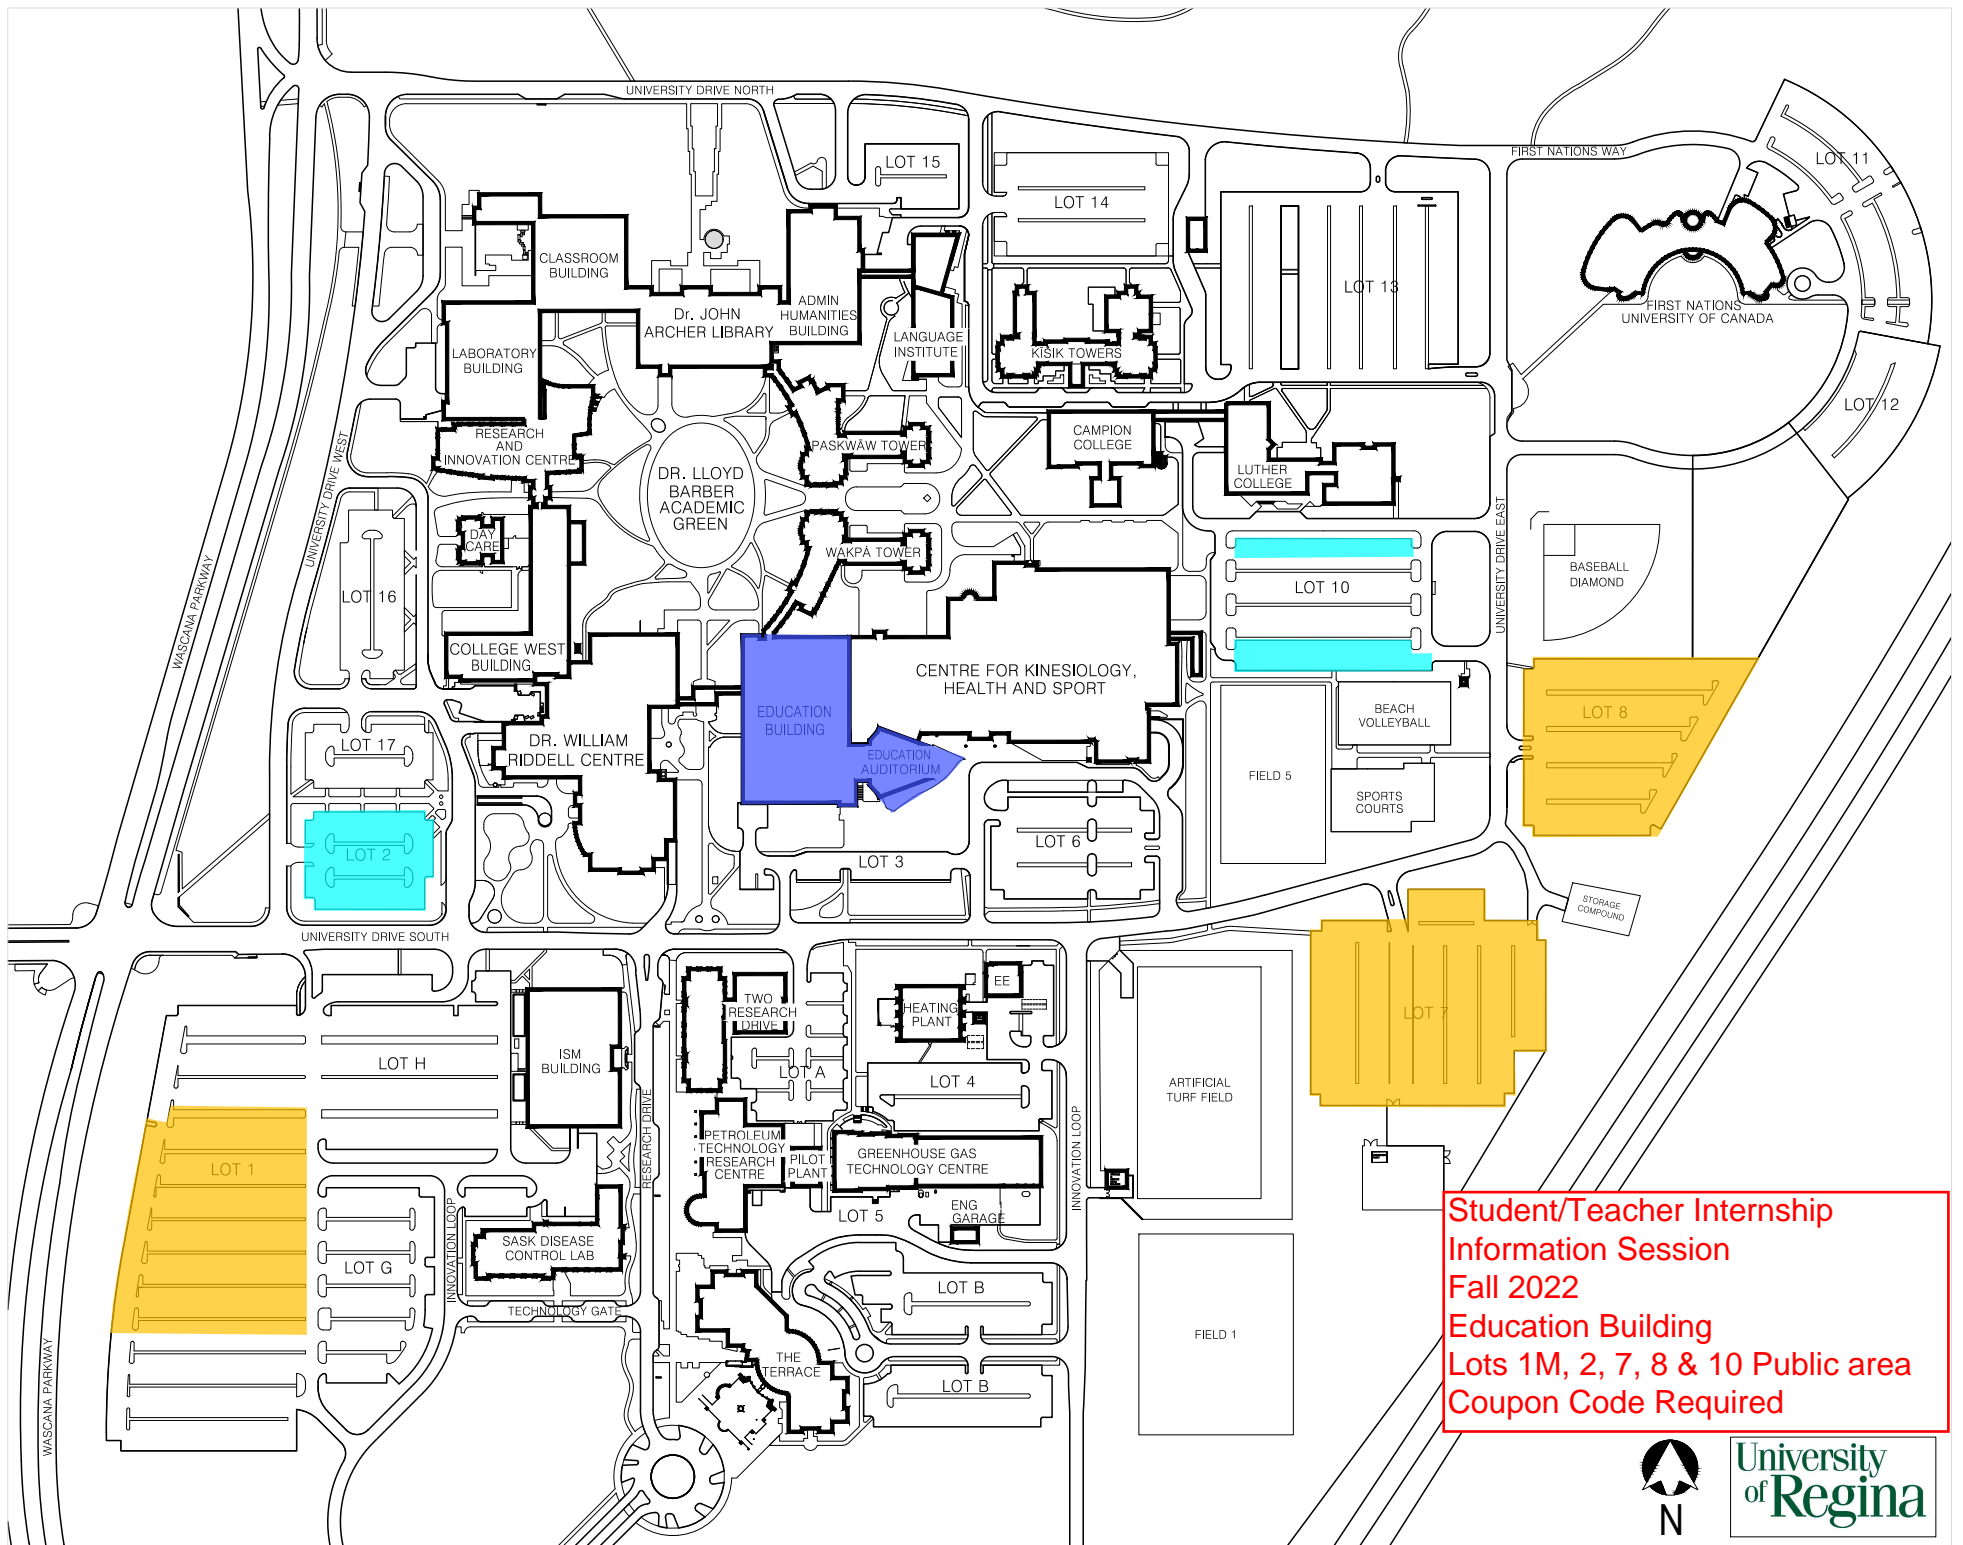 UNIVERSITY DRIVE NORTH
FIRST NATIONS WAY
LOT 15
LOT 11
LOT 14
CLASSROOM
BUILDING
LOT 13
ADMIN
HUMANITIES
BUILDING
Dr. JOHN
ARCHER LIBRARY
FIRST NATIONS
UNIVERSITY OF CANADA
LANGUAGE
INSTITUTE
KĪSIK TOWERS
LABORATORY
BUILDING
LOT 12
RESEARCH
AND
INNOVATION CENTRE
PASKWĀW TOWER
CAMPION
COLLEGE
LUTHER
COLLEGE
DR. LLOYD
BARBER
ACADEMIC
GREEN
UNIVERSITY DRIVE WEST
UNIVERSITY DRIVE EAST
DAY
CARE
WAKPĀ TOWER
BASEBALL
DIAMOND
WASCANA PARKWAY
LOT 16
LOT 10
COLLEGE WEST
BUILDING
CENTRE FOR KINESIOLOGY,
HEALTH AND SPORT
EDUCATION
BUILDING
BEACH
VOLLEYBALL
LOT 8
LOT 17
DR. WILLIAM
RIDDELL CENTRE
EDUCATION
AUDITORIUM
FIELD 5
SPORTS
COURTS
LOT 2
LOT 3
LOT 6
STORAGE
COMPOUND
UNIVERSITY DRIVE SOUTH
TWO
RESEARCH
DRIVE
HEATING
PLANT
EE
LOT 7
LOT H
ISM
BUILDING
LOT A
LOT 4
ARTIFICIAL
TURF FIELD
RESEARCH DRIVE
INNOVATION LOOP
PETROLEUM
TECHNOLOGY
RESEARCH
CENTRE
PILOT
PLANT
GREENHOUSE GAS
TECHNOLOGY CENTRE
LOT 1
LOT 5
ENG
GARAGE
INNOVATION LOOP
SASK DISEASE
CONTROL LAB
LOT G
LOT B
TECHNOLOGY GATE
FIELD 1
THE
TERRACE
LOT B
WASCANA PARKWAY
Student/Teacher Internship
Information Session
Fall 2022
Education Building
Lots 1M, 2, 7, 8 & 10 Public area
Coupon Code Required
N
University
of Regina